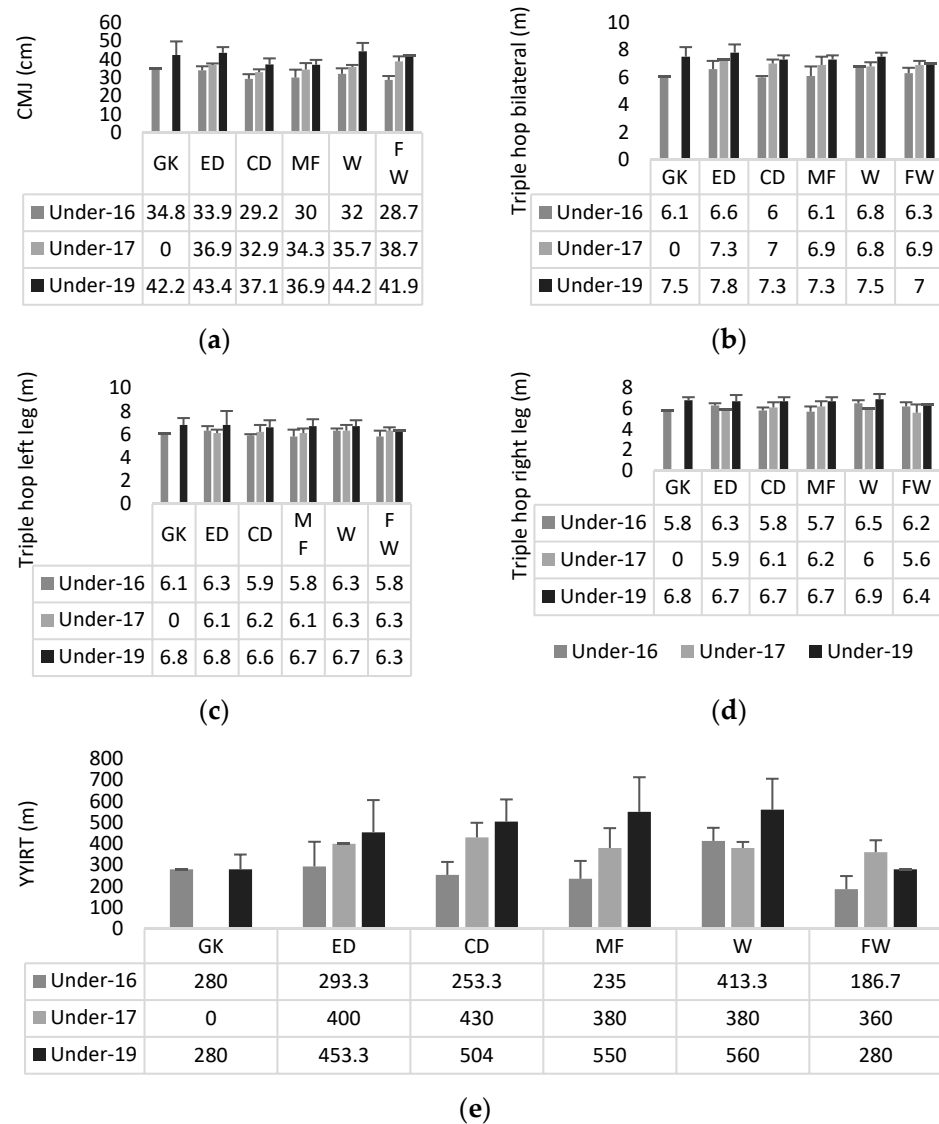 CMJ (cm)
60
50
40
30
20
10
0
GK ED CD MF W F W
Under-16 34.8 33.9 29.2 30 32 28.7
Under-17 0 36.9 32.9 34.3 35.7 38.7
Under-19 42.2 43.4 37.1 36.9 44.2 41.9
(a)
Triple hop bilateral (m)
10
8
6
4
2
0
GK ED CD MF W FW
Under-16 6.1 6.6 6 6.1 6.8 6.3
Under-17 0 7.3 7 6.9 6.8 6.9
Under-19 7.5 7.8 7.3 7.3 7.5 7
(b)
Triple hop left leg (m)
10
8
6
4
2
0
GK ED CD M F W F W
Under-16 6.1 6.3 5.9 5.8 6.3 5.8
Under-17 0 6.1 6.2 6.1 6.3 6.3
Under-19 6.8 6.8 6.6 6.7 6.7 6.3
(c)
Triple hop right leg (m)
8
6
4
2
0
GK ED CD MF W FW
Under-16 5.8 6.3 5.8 5.7 6.5 6.2
Under-17 0 5.9 6.1 6.2 6 5.6
Under-19 6.8 6.7 6.7 6.7 6.9 6.4
Under-16 Under-17 Under-19
(d)
YYIRT (m)
800
700
600
500
400
300
200
100
0
GK ED CD MF W FW
Under-16 280 293.3 253.3 235 413.3 186.7
Under-17 0 400 430 380 380 360
Under-19 280 453.3 504 550 560 280
(e)